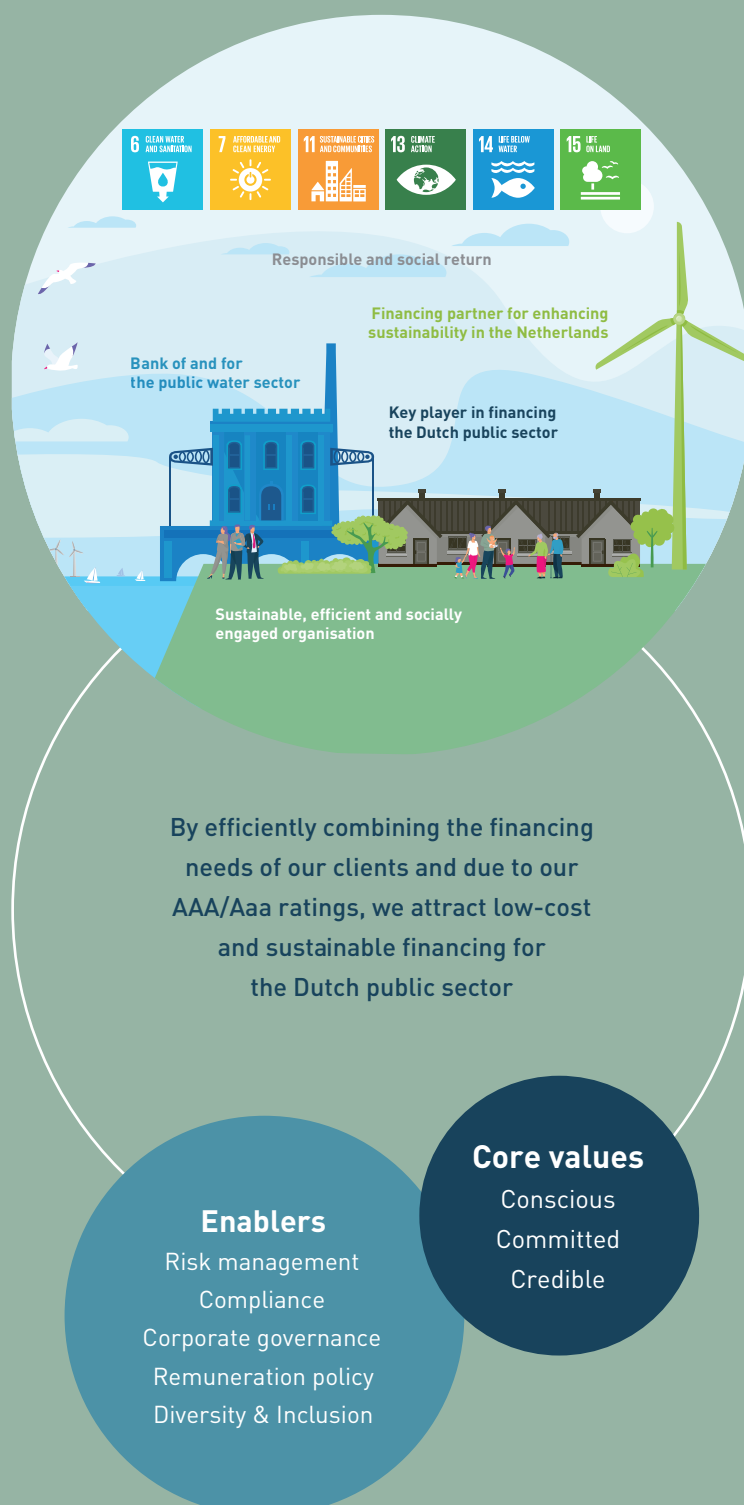 6 CLEAN WATER
AND SANITATION
7 AFFORDABLE AND
CLEAN ENERGY
11 SUSTAINABLE CITIES
AND COMMUNITIES
13 CLIMATE
ACTION
14 LIFE BELOW
WATER
15 LIFE
ON LAND
Responsible and social return
Financing partner for enhancing
sustainability in the Netherlands
Bank of and for
the public water sector
Key player in financing
the Dutch public sector
Sustainable, efficient and socially
engaged organisation
By efficiently combining the financing
needs of our clients and due to our
AAA/Aaa ratings, we attract low-cost
and sustainable financing for
the Dutch public sector
Core values
Conscious
Committed
Credible
Enablers
Risk management
Compliance
Corporate governance
Remuneration policy
Diversity & Inclusion